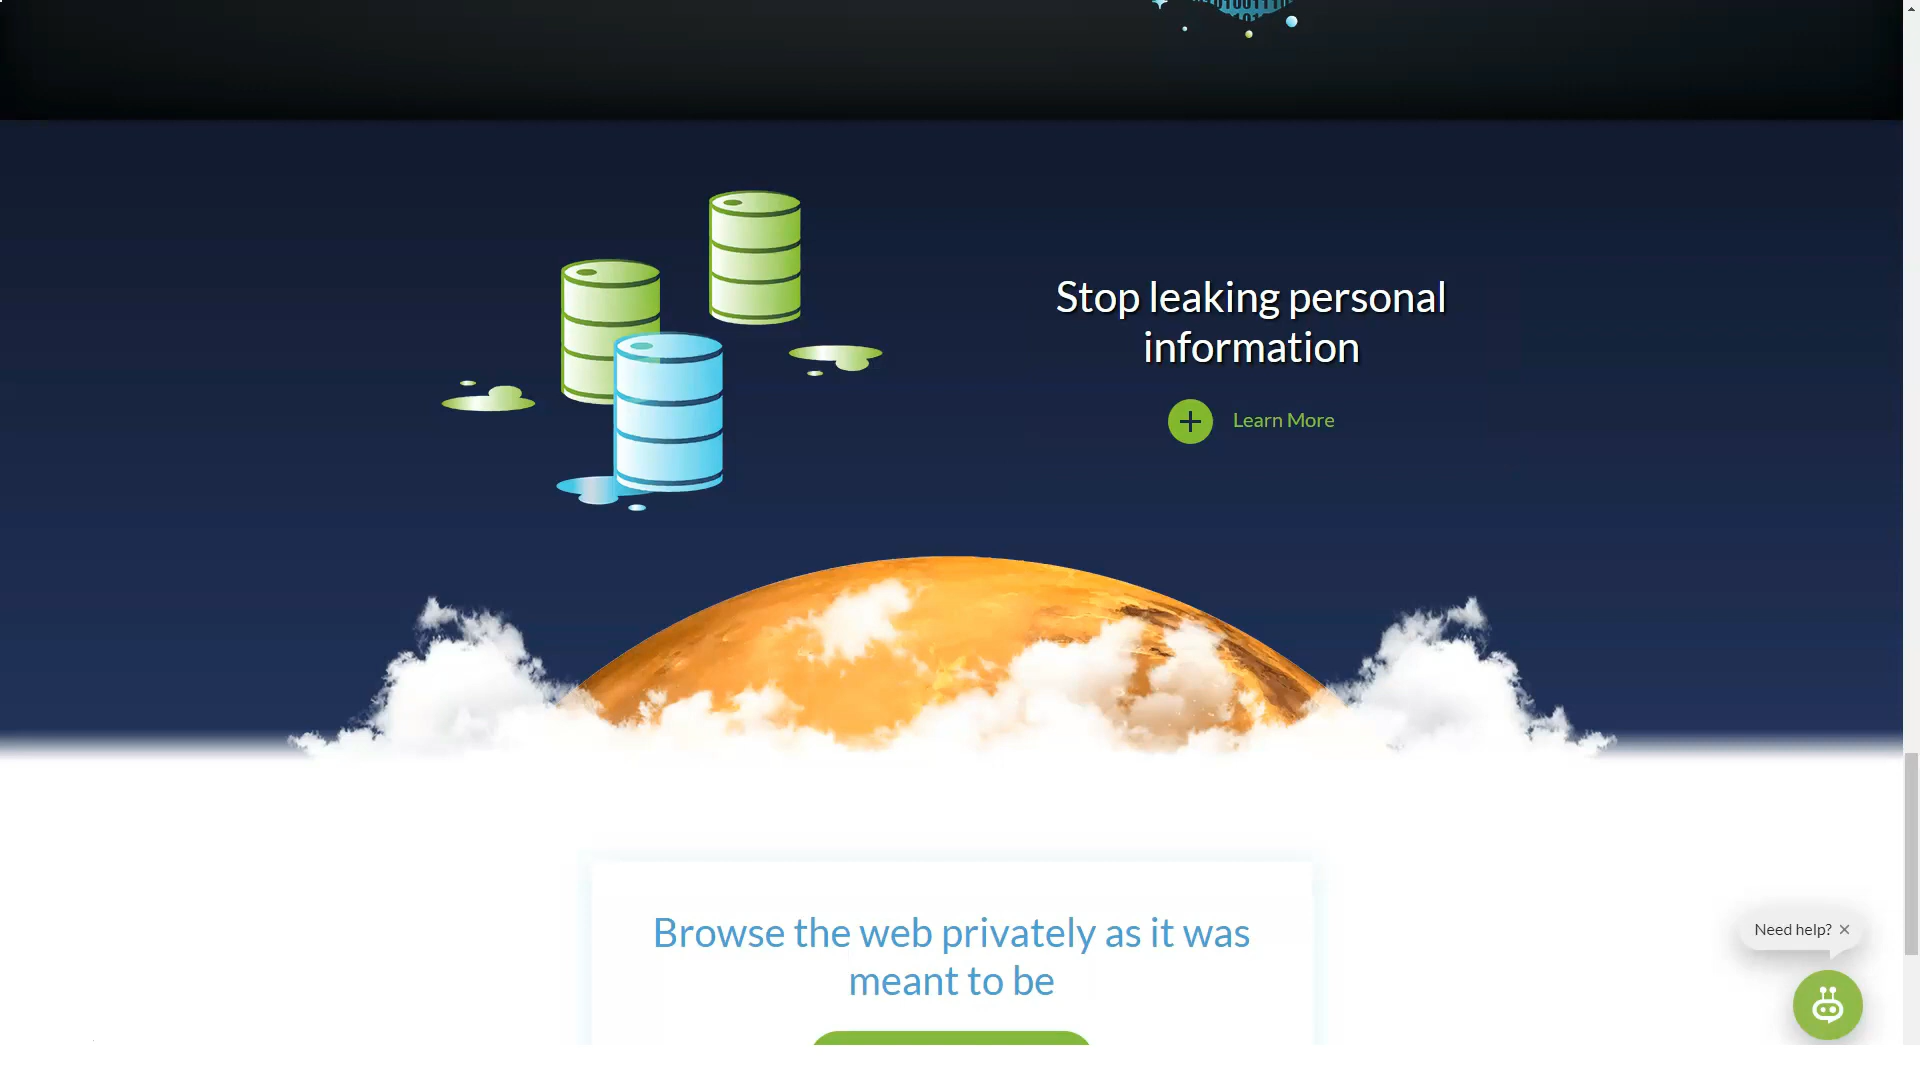 Stop leaking personal
information
Learn More
Browse the web privately as it was
meant to be
Need help?